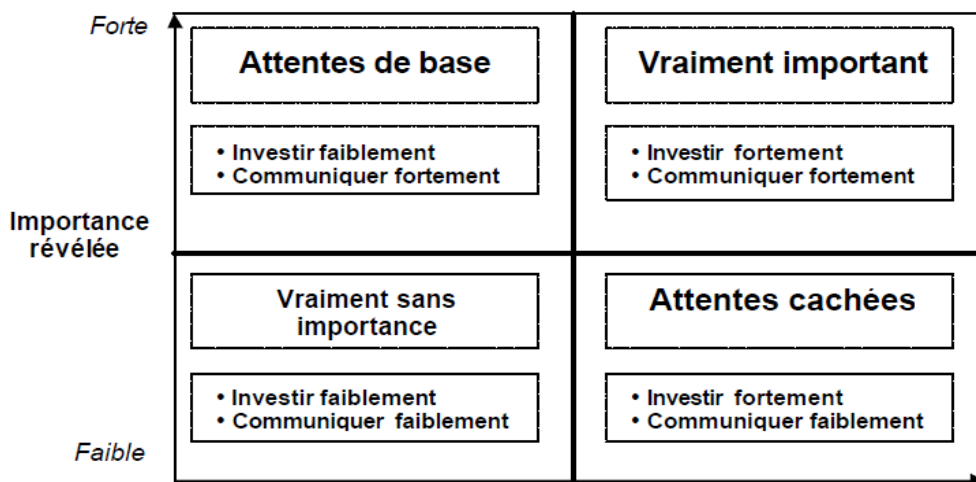 Forte
Attentes de base
Vraiment important
• Investir faiblement
• Communiquer fortement
• Investir fortement
• Communiquer fortement
Importance
révélée
Vraiment sans
importance
Attentes cachées
• Investir faiblement
• Communiquer faiblement
• Investir fortement
• Communiquer faiblement
Faible